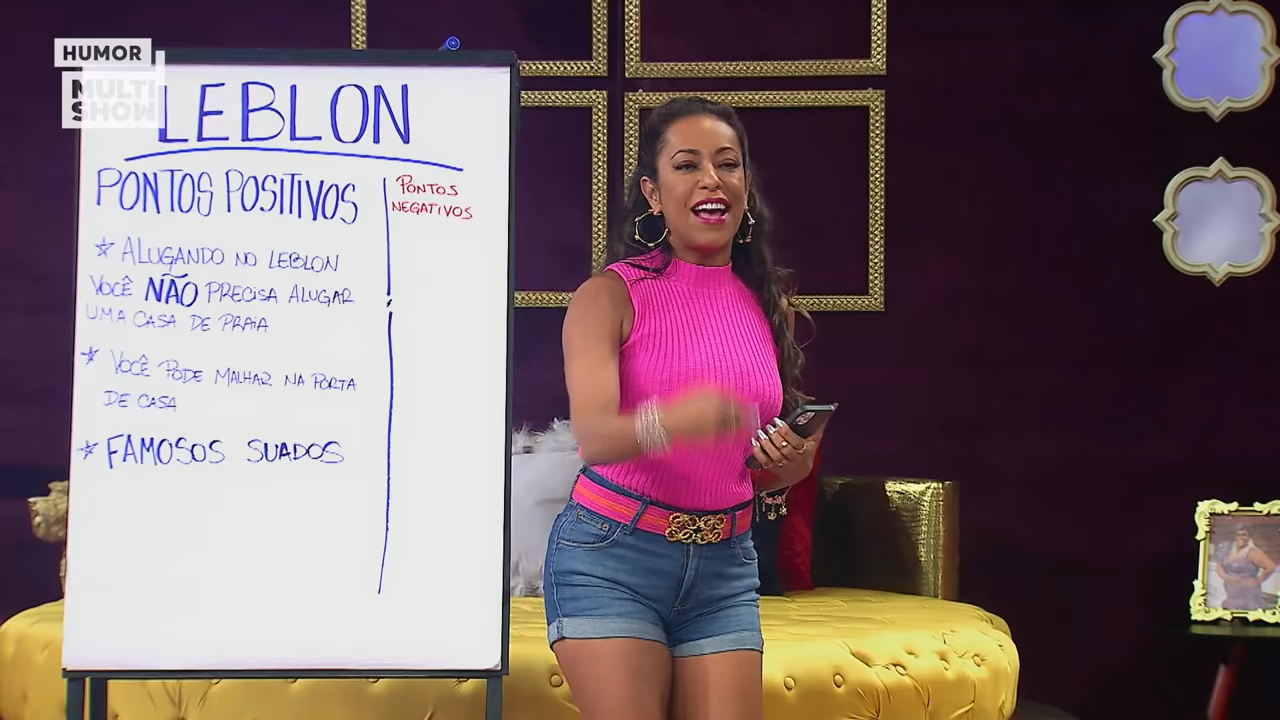 HUMOR
MULTI
SHOW
LEBLON
PONTOS POSITIVOS
* ALUGANDO NO LEBLON
VOCÊ NÃO PRECISA ALUGAR
UMA CASA DE PRAIA
* VOCÊ PODE MALHAR NA PORTA
DE CASA
* FAMOSOS SUADOS
PONTOS
NEGATIVOS